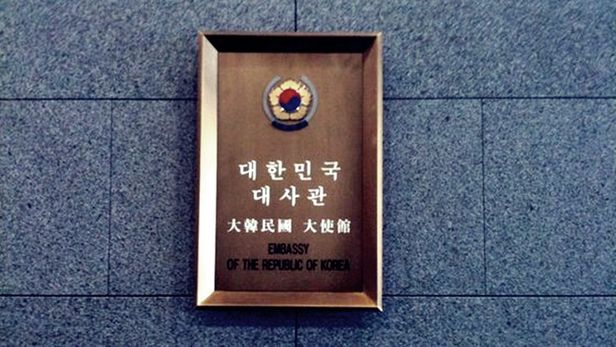 대한민국
대사관
大韓民國 大使館
EMBASSY
OF THE REPUBLIC OF KOREA